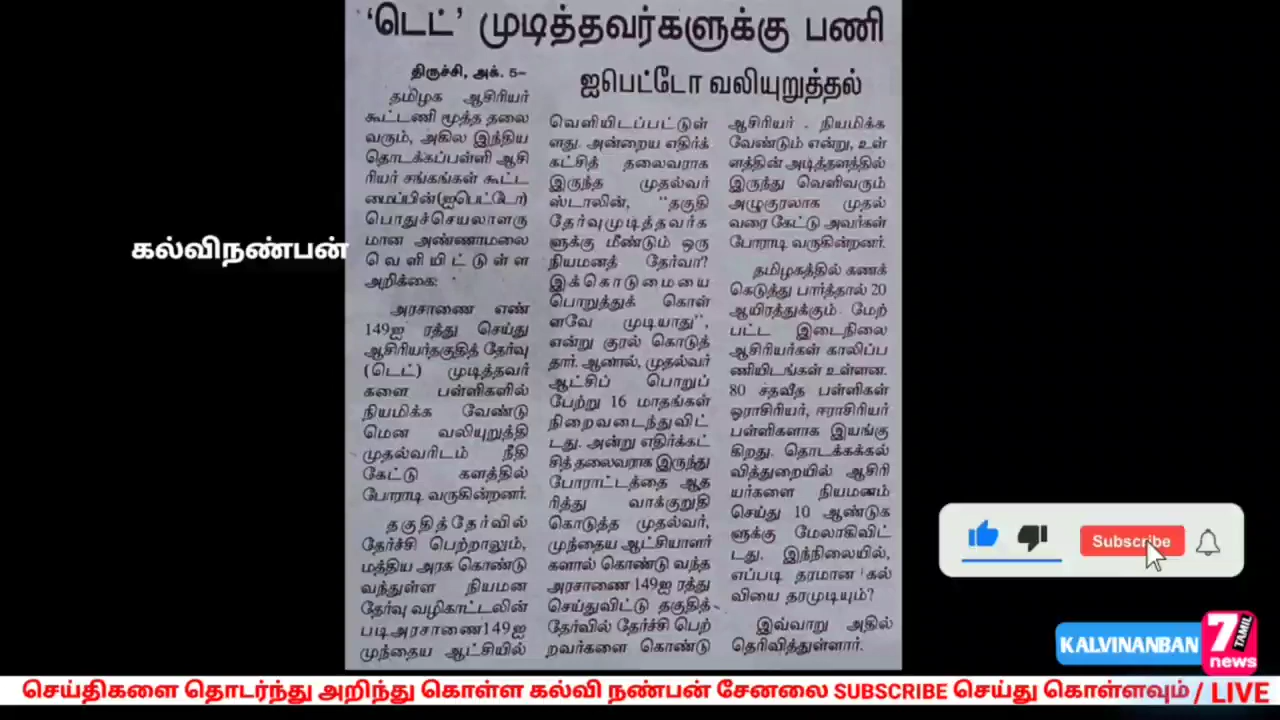 ‘டெட்’ முடித்தவர்களுக்கு பணி
ஐபெட்டோ வலியுறுத்தல்
திருச்சி, அக். 5–
தமிழக ஆசிரியர்
கூட்டணி மூத்த தலை
வரும், அகில இந்திய
தொடக்கப்பள்ளி ஆசி
ரியர் சங்கங்கள் கூட்ட
மைப்பின்(ஐபெட்டோ)
பொதுச்செயலாளரு
மான அண்ணாமலை
வெளியிட்டுள்ள
அறிக்கை:
அரசாணை எண்
149ஐ ரத்து செய்து
ஆசிரியர்தகுதித் தேர்வு
(டெட்) முடித்தவர்
களை பள்ளிகளில்
நியமிக்க வேண்டு
மென வலியுறுத்தி
முதல்வரிடம் நீதி
கேட்டு களத்தில்
போராடி வருகின்றனர்.
தகுதித்தேர்வில்
தேர்ச்சி பெற்றாலும்,
மத்திய அரசு கொண்டு
வந்துள்ள நியமன
தேர்வு வழிகாட்டலின்
படிஅரசாணை149ஐ
முந்தைய ஆட்சியில்
வெளியிடப்பட்டுள்
ளது. அன்றைய எதிர்க்
கட்சித் தலைவராக
இருந்த முதல்வர்
ஸ்டாலின், ‘‘தகுதி
தேர்வுமுடித்தவர்க
ளுக்கு மீண்டும் ஒரு
நியமனத் தேர்வா?
இக்கொடுமையை
பொறுத்துக் கொள்
ளவே முடியாது’’,
என்று குரல் கொடுத்
தார். ஆனால், முதல்வர்
ஆட்சிப் பொறுப்
பேற்று 16 மாதங்கள்
நிறைவடைந்துவிட்
டது. அன்று எதிர்க்கட்
சித்தலைவராக இருந்து
போராட்டத்தை ஆத
ரித்து வாக்குறுதி
கொடுத்த முதல்வர்,
முந்தைய ஆட்சியாளர்
களால் கொண்டு வந்த
அரசாணை 149ஐ ரத்து
செய்துவிட்டு தகுதித்
தேர்வில் தேர்ச்சி பெற்
றவர்களை கொண்டு
ஆசிரியர் நியமிக்க
வேண்டும் என்று, உள்
ளத்தின் அடித்தளத்தில்
இருந்து வெளிவரும்
அழுகுரலாக முதல்
வரை கேட்டு அவர்கள்
போராடி வருகின்றனர்.
தமிழகத்தில் கணக்
கெடுத்து பார்த்தால் 20
ஆயிரத்துக்கும் மேற்
பட்ட இடைநிலை
ஆசிரியர்கள் காலிப்ப
ணியிடங்கள் உள்ளன.
80 சதவீத பள்ளிகள்
ஓராசிரியர், ஈராசிரியர்
பள்ளிகளாக இயங்கு
கிறது. தொடக்கக்கல்
வித்துறையில் ஆசிரி
யர்களை நியமனம்
செய்து 10 ஆண்டுக
ளுக்கு மேலாகிவிட்
டது. இந்நிலையில்,
எப்படி தரமான கல்
வியை தரமுடியும்?
இவ்வாறு அதில்
தெரிவித்துள்ளார்.
கல்விநண்பன்
Subscribe
KALVINANBAN
7 TAMIL
news
செய்திகளை தொடர்ந்து அறிந்து கொள்ள கல்வி நண்பன் சேனலை SUBSCRIBE செய்து கொள்ளவும் / LIVE